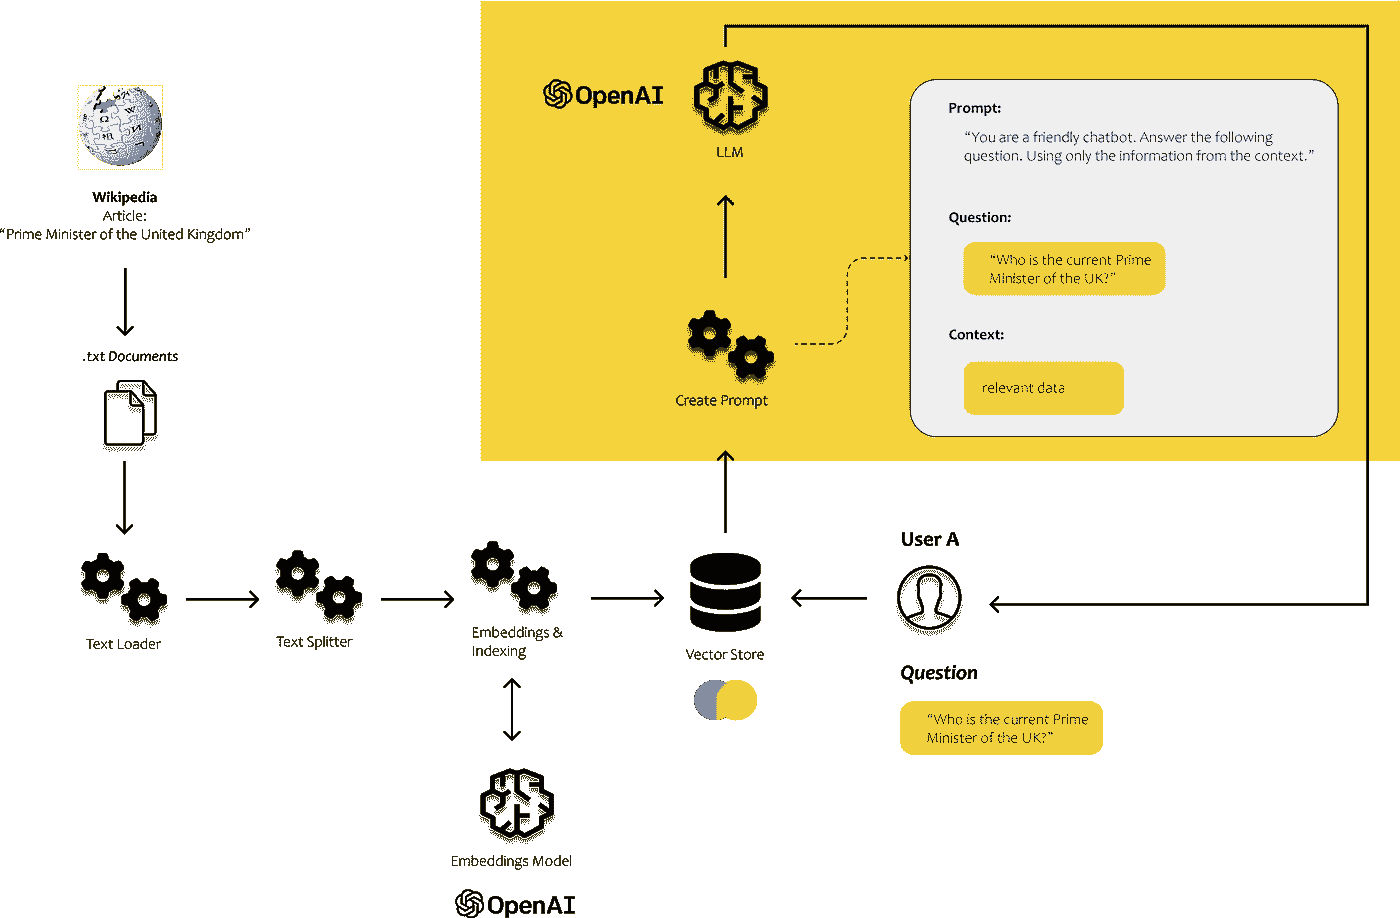 OpenAI
LLM
Prompt:
“You are a friendly chatbot. Answer the following
question. Using only the information from the context.”
Question:
“Who is the current Prime
Minister of the UK?”
Context:
relevant data
Create Prompt
Wikipedia
Article:
“Prime Minister of the United Kingdom”
.txt Documents
Text Loader
Text Splitter
Embeddings &
Indexing
Vector Store
User A
Question
“Who is the current Prime
Minister of the UK?”
Embeddings Model
OpenAI